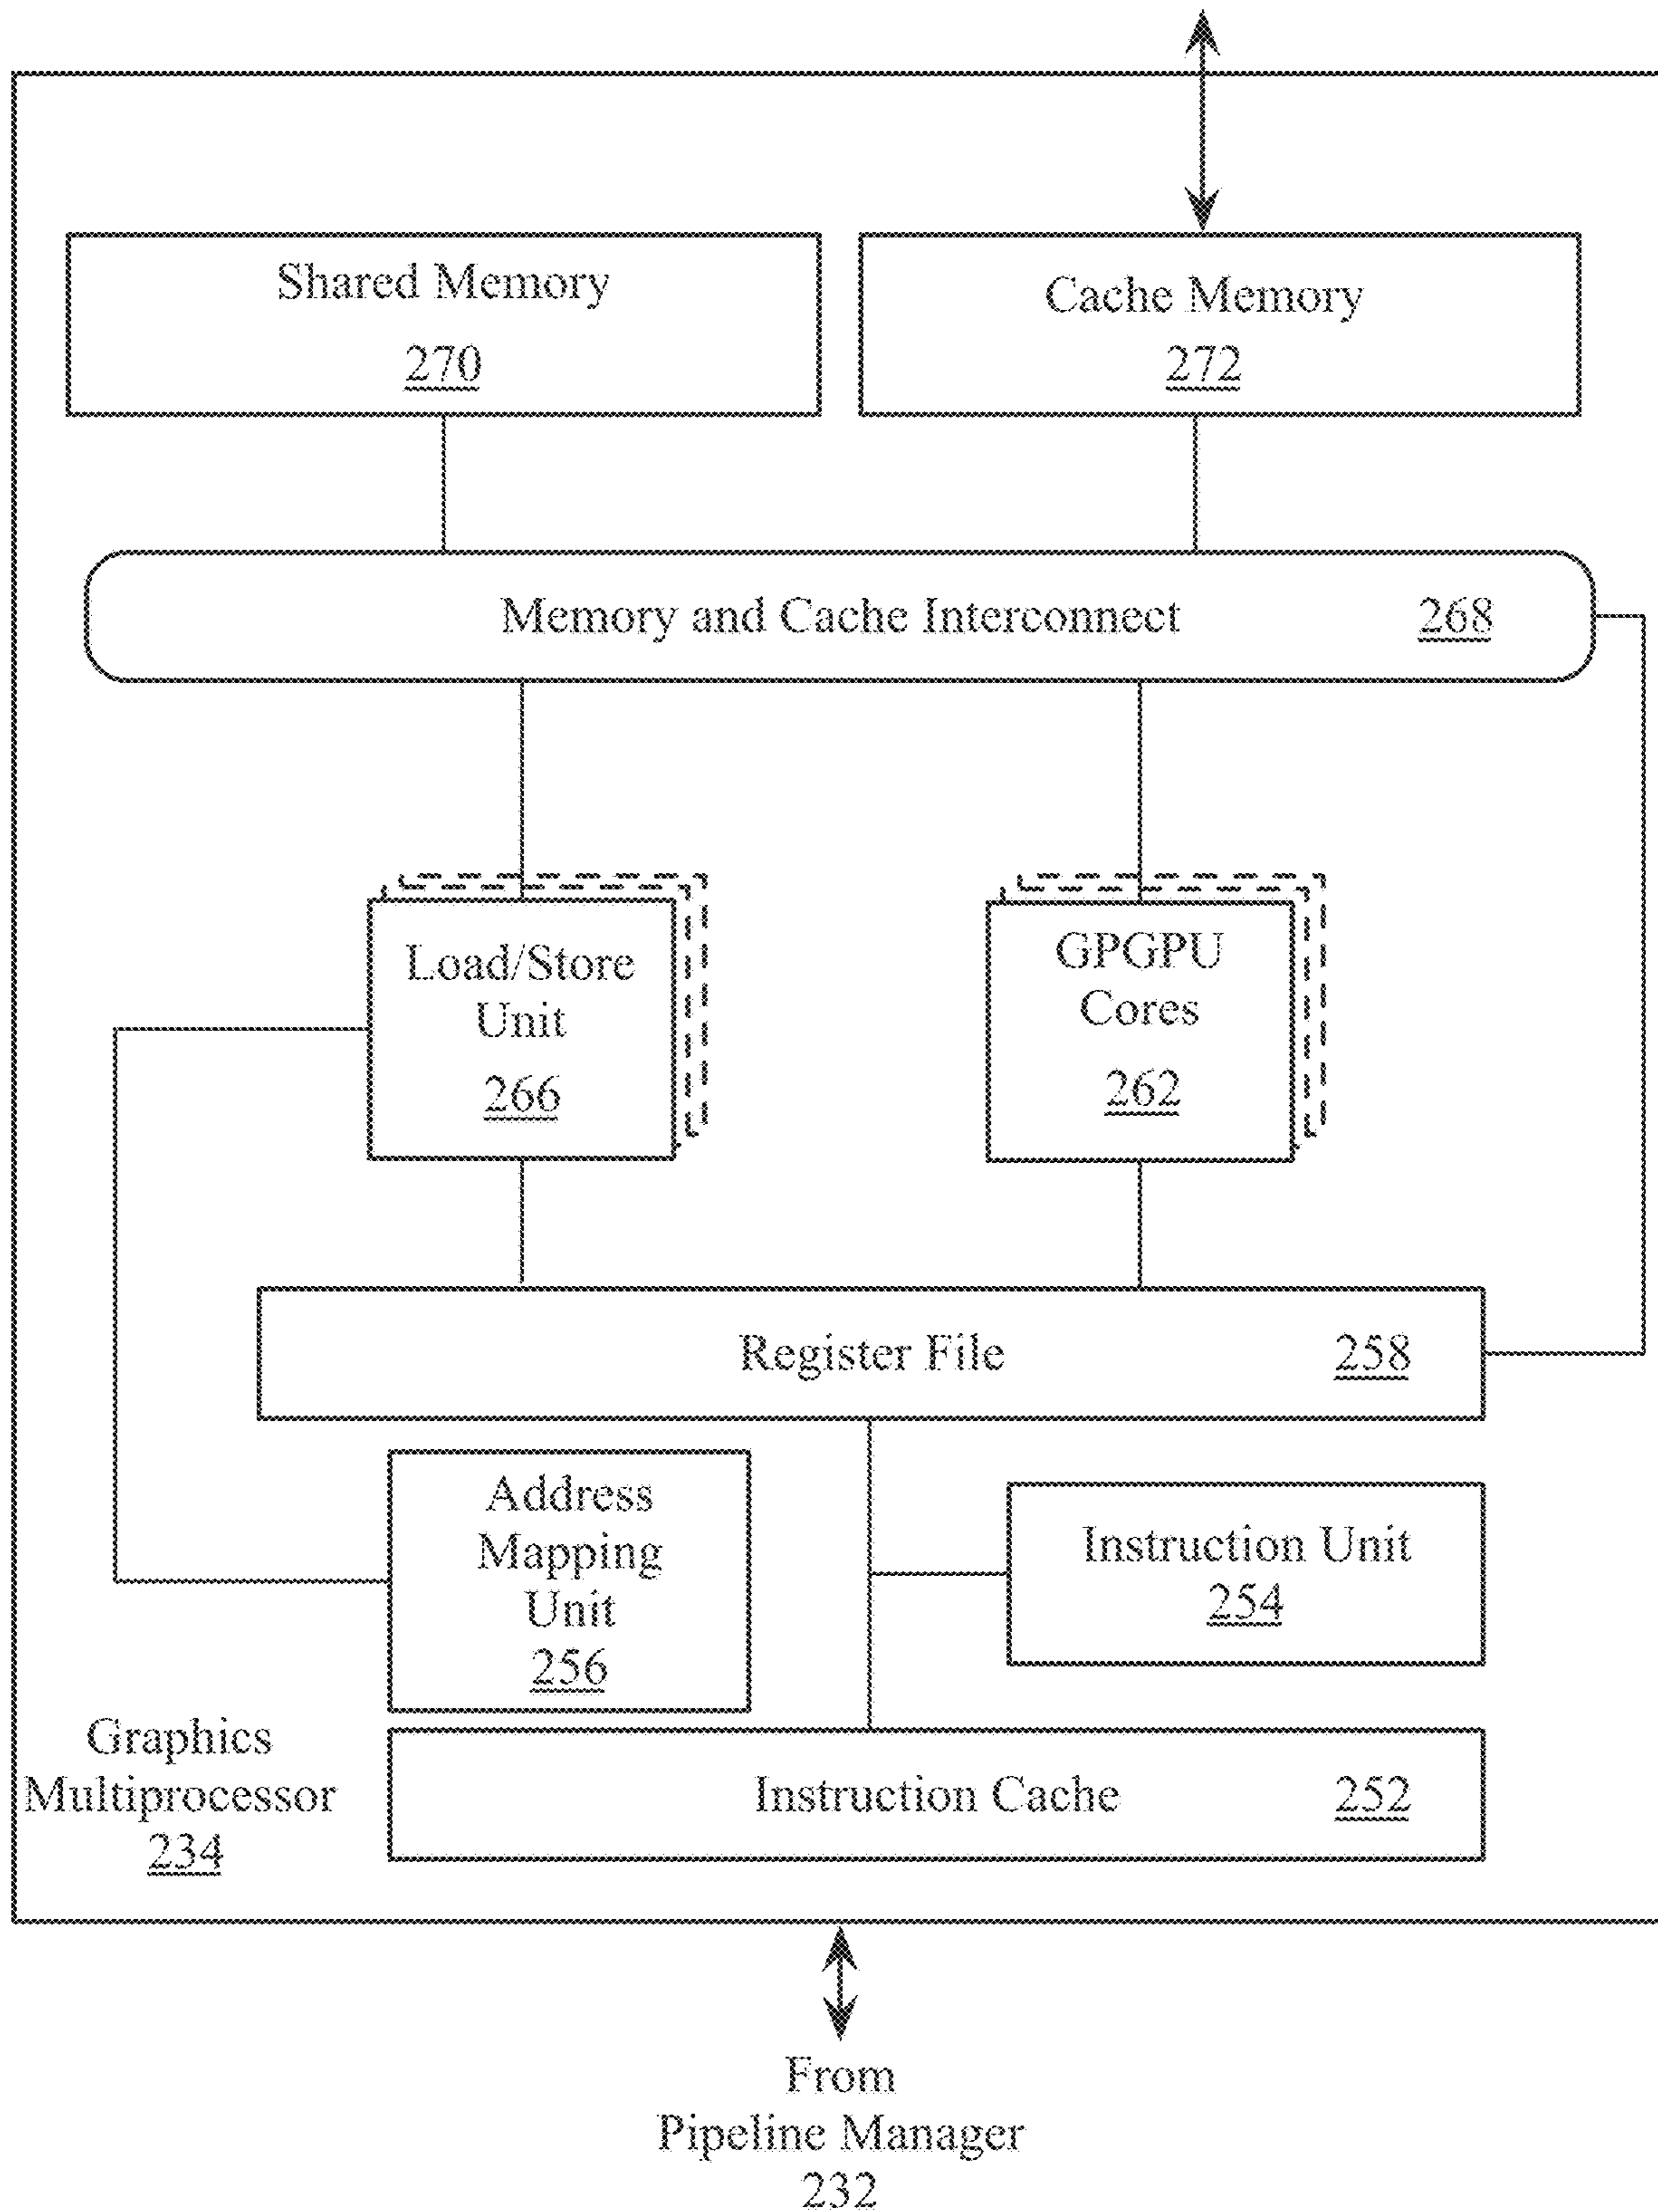 Shared Memory
270
Cache Memory
272
Memory and Cache Interconnect 268
Load/Store
Unit
266
GPGPU
Cores
262
Register File 258
Address
Mapping
Unit
256
Instruction Unit
254
Graphics
Multiprocessor
234
Instruction Cache 252
From
Pipeline Manager
232